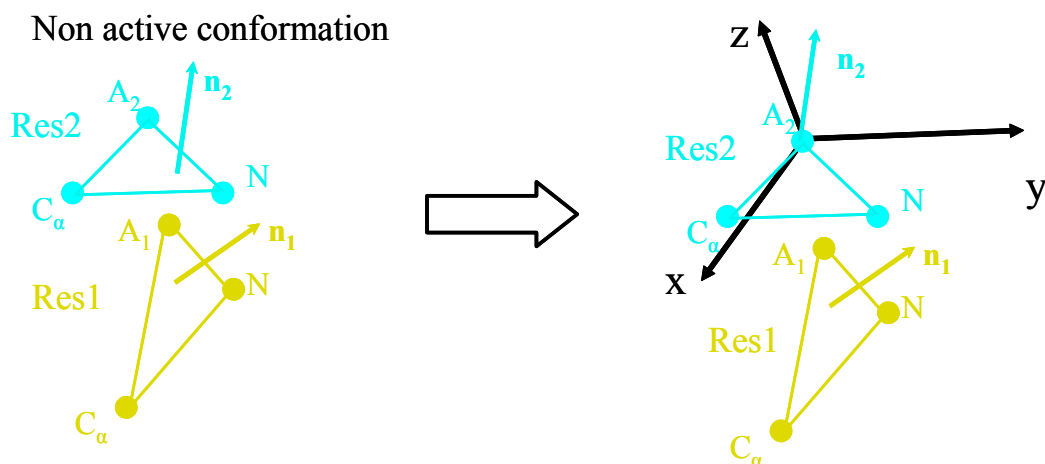 Non active conformation
n₂
A₂
Res2
N
Cα
A₁
n₁
N
Res1
Cα
z
n₂
A₂
Res2
y
N
Cα
A₁
n₁
x
N
Res1
Cα